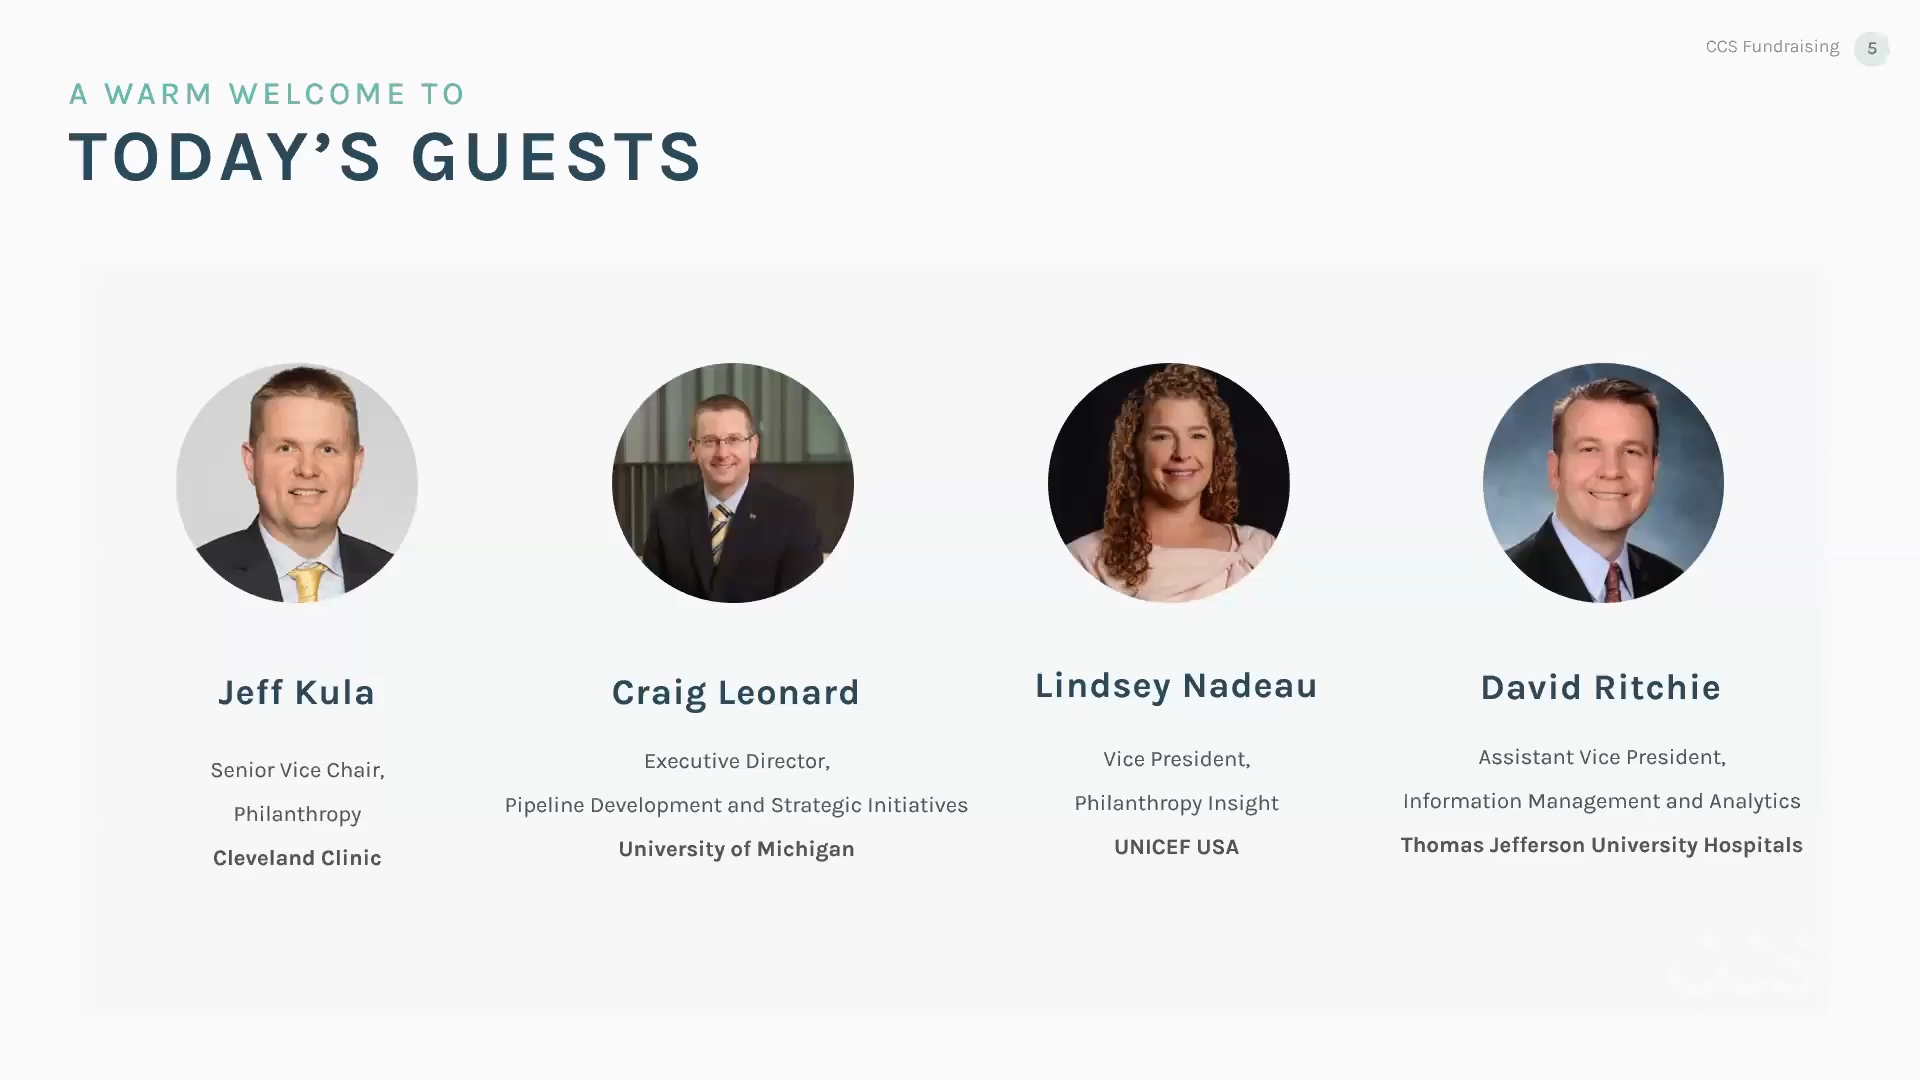 CCS Fundraising 5
A WARM WELCOME TO
TODAY’S GUESTS
Jeff Kula
Senior Vice Chair,
Philanthropy
Cleveland Clinic
Craig Leonard
Executive Director,
Pipeline Development and Strategic Initiatives
University of Michigan
Lindsey Nadeau
Vice President,
Philanthropy Insight
UNICEF USA
David Ritchie
Assistant Vice President,
Information Management and Analytics
Thomas Jefferson University Hospitals
CCS